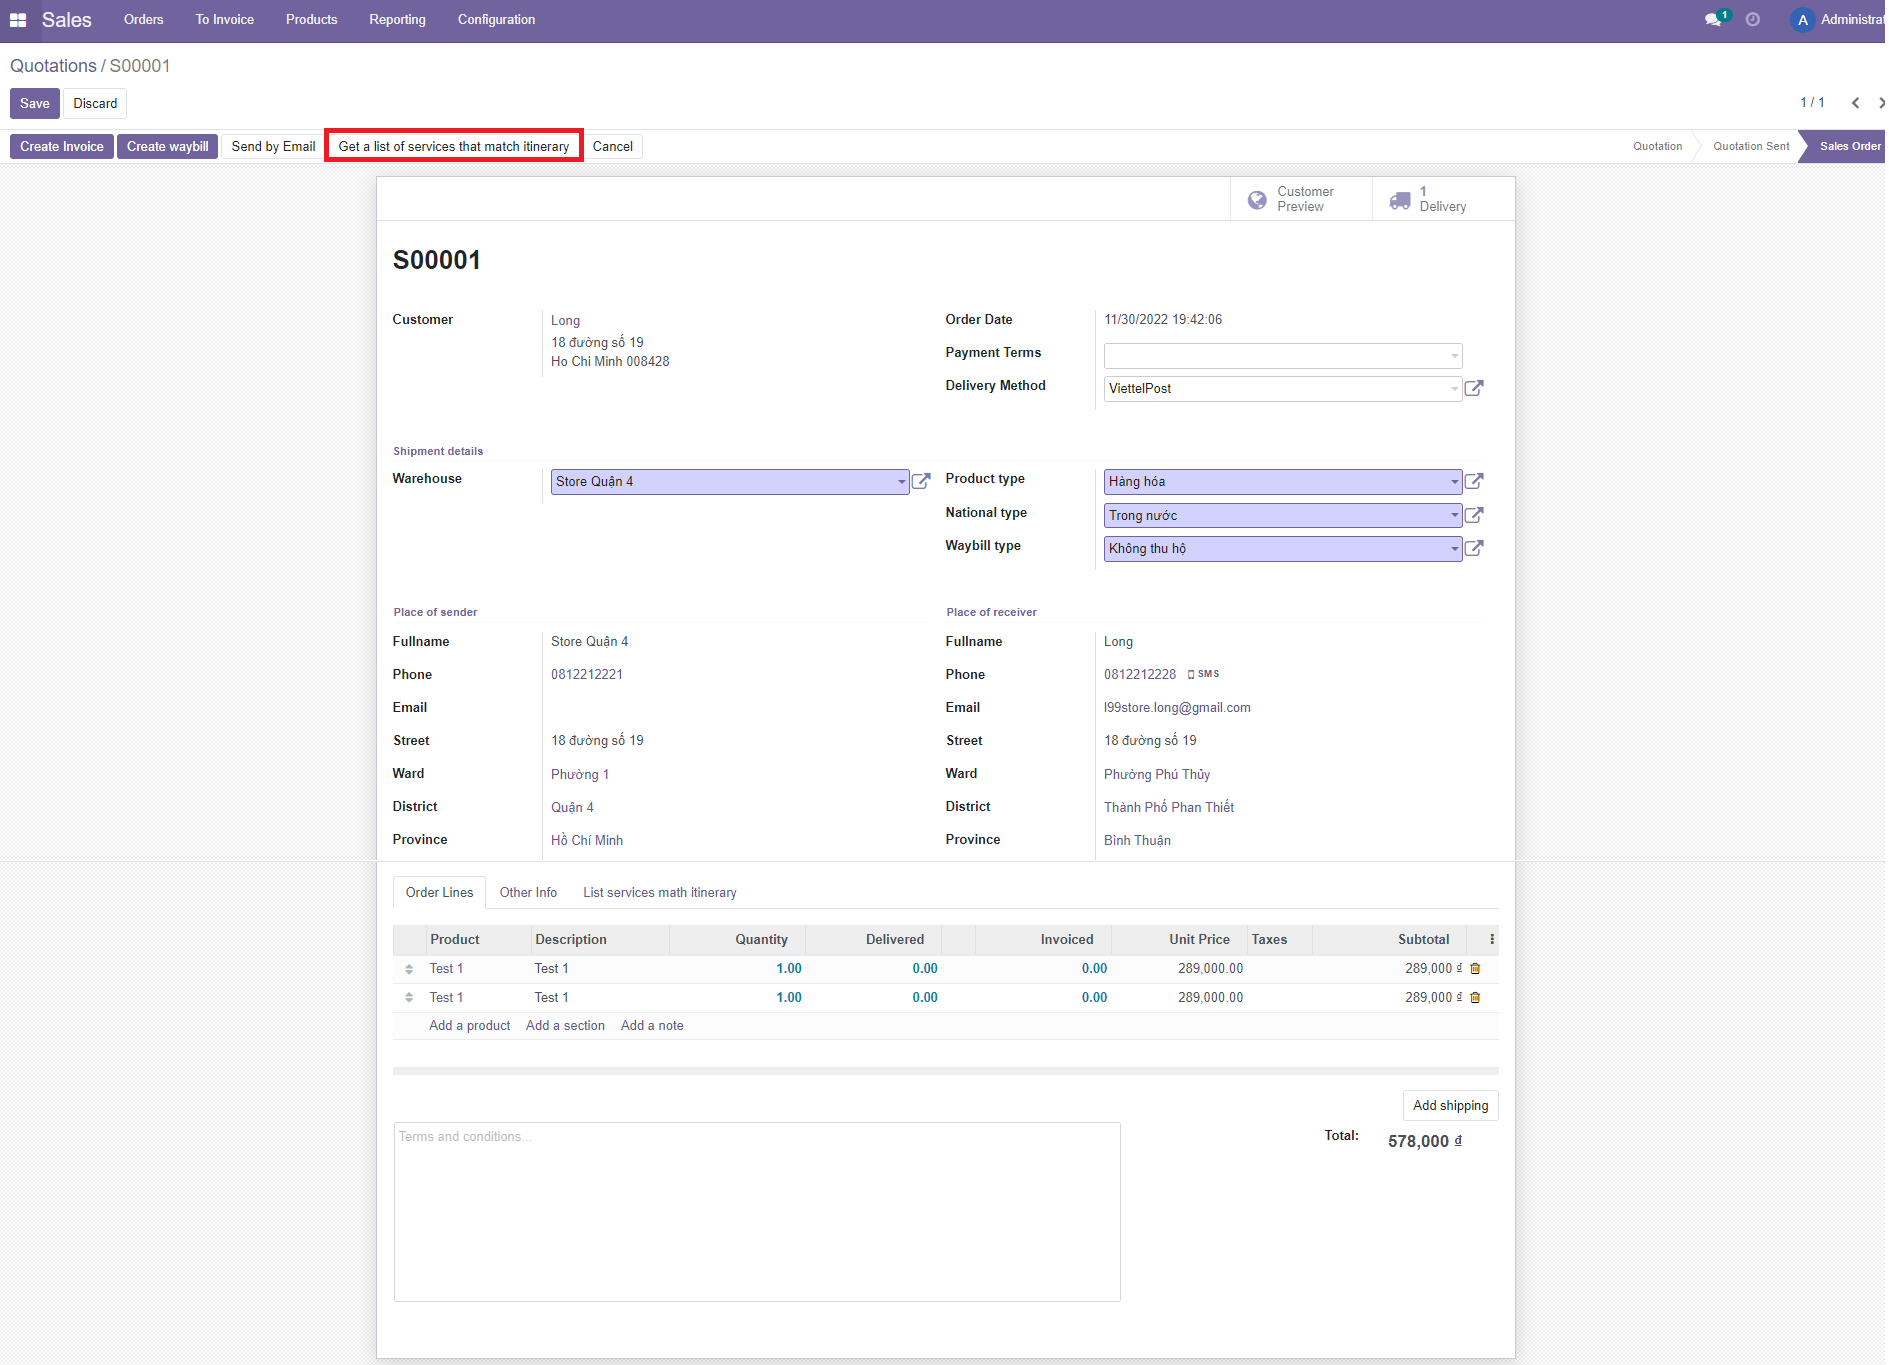 Sales Orders To Invoice Products Reporting Configuration 1 A
Quotations / S00001
Save Discard 1 / 1
Create Invoice Create waybill Send by Email Get a list of services that match itinerary Cancel Quotation Quotation Sent Sales Order
Customer Preview 1 Delivery
S00001
Customer Long
18 đường số 19
Ho Chi Minh 008428
Order Date 11/30/2022 19:42:06
Payment Terms
Delivery Method ViettelPost
Shipment details
Warehouse Store Quận 4
Product type Hàng hóa
National type Trong nước
Waybill type Không thu hộ
Place of sender
Fullname Store Quận 4
Phone 0812212221
Email
Street 18 đường số 19
Ward Phường 1
District Quận 4
Province Hồ Chí Minh
Place of receiver
Fullname Long
Phone 0812212228 SMS
Email l99store.long@gmail.com
Street 18 đường số 19
Ward Phường Phú Thủy
District Thành Phố Phan Thiết
Province Bình Thuận
Order Lines Other Info List services math itinerary
Product Description Quantity Delivered Invoiced Unit Price Taxes Subtotal
Test 1 Test 1 1.00 0.00 0.00 289,000.00 289,000 ₫
Test 1 Test 1 1.00 0.00 0.00 289,000.00 289,000 ₫
Add a product Add a section Add a note
Add shipping
Terms and conditions...
Total: 578,000 ₫